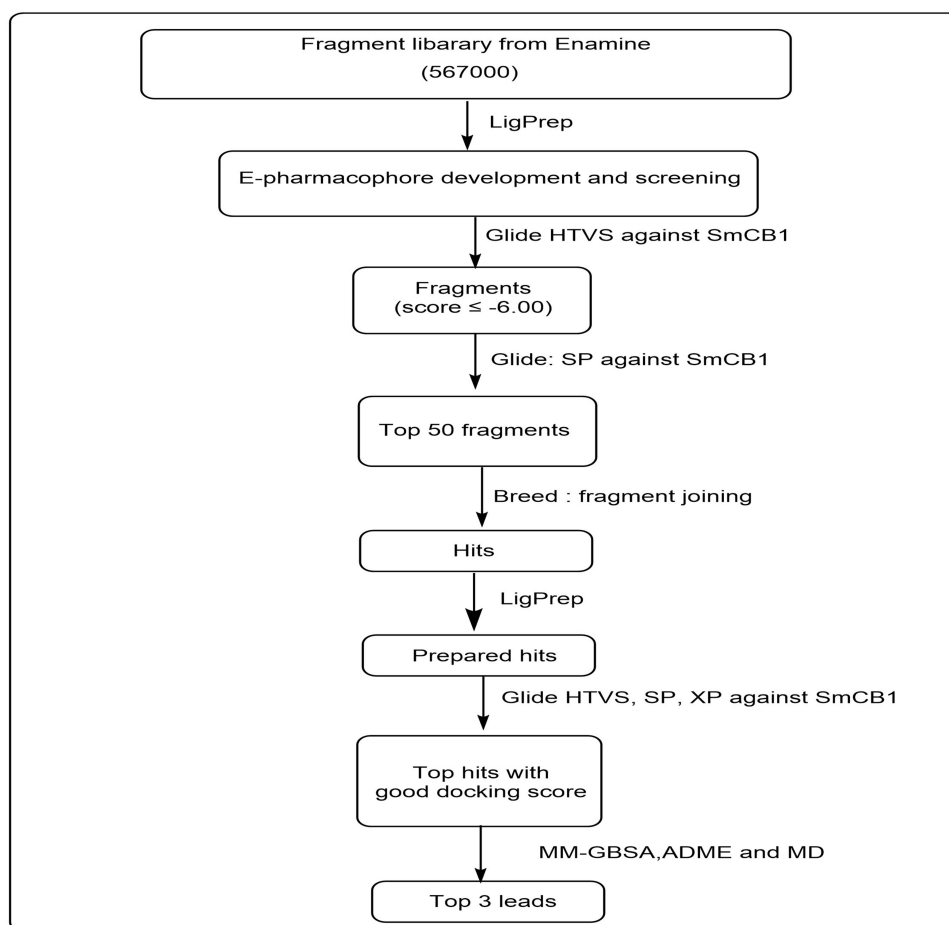 Fragment libarary from Enamine
(567000)
LigPrep
E-pharmacophore development and screening
Glide HTVS against SmCB1
Fragments
(score ≤ -6.00)
Glide: SP against SmCB1
Top 50 fragments
Breed : fragment joining
Hits
LigPrep
Prepared hits
Glide HTVS, SP, XP against SmCB1
Top hits with
good docking score
MM-GBSA,ADME and MD
Top 3 leads